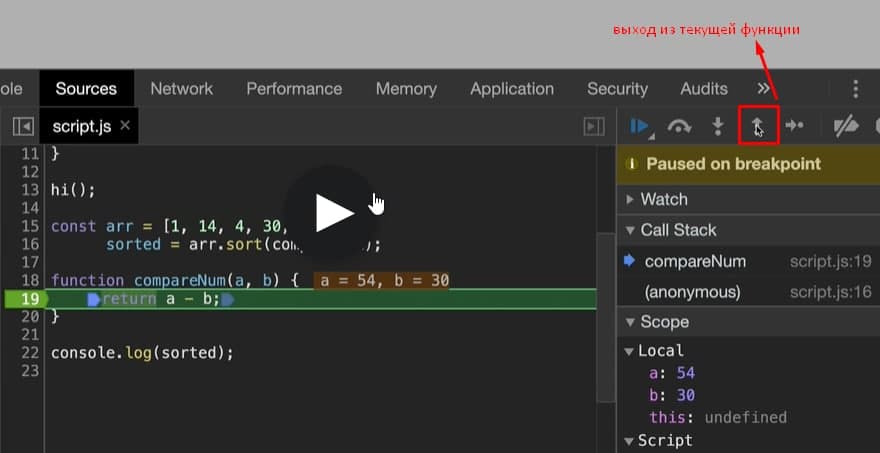 выход из текущей функции
ole Sources Network Performance Memory Application Security Audits »
script.js ×
Paused on breakpoint
Watch
Call Stack
compareNum script.js:19
(anonymous) script.js:16
Scope
Local
a: 54
b: 30
this: undefined
Script
11 }
12
13 hi();
14
15 const arr = [1, 14, 4, 30,
16 sorted = arr.sort(com );
17
18 function compareNum(a, b) { a = 54, b = 30
19 return a - b;
20 }
21
22 console.log(sorted);
23